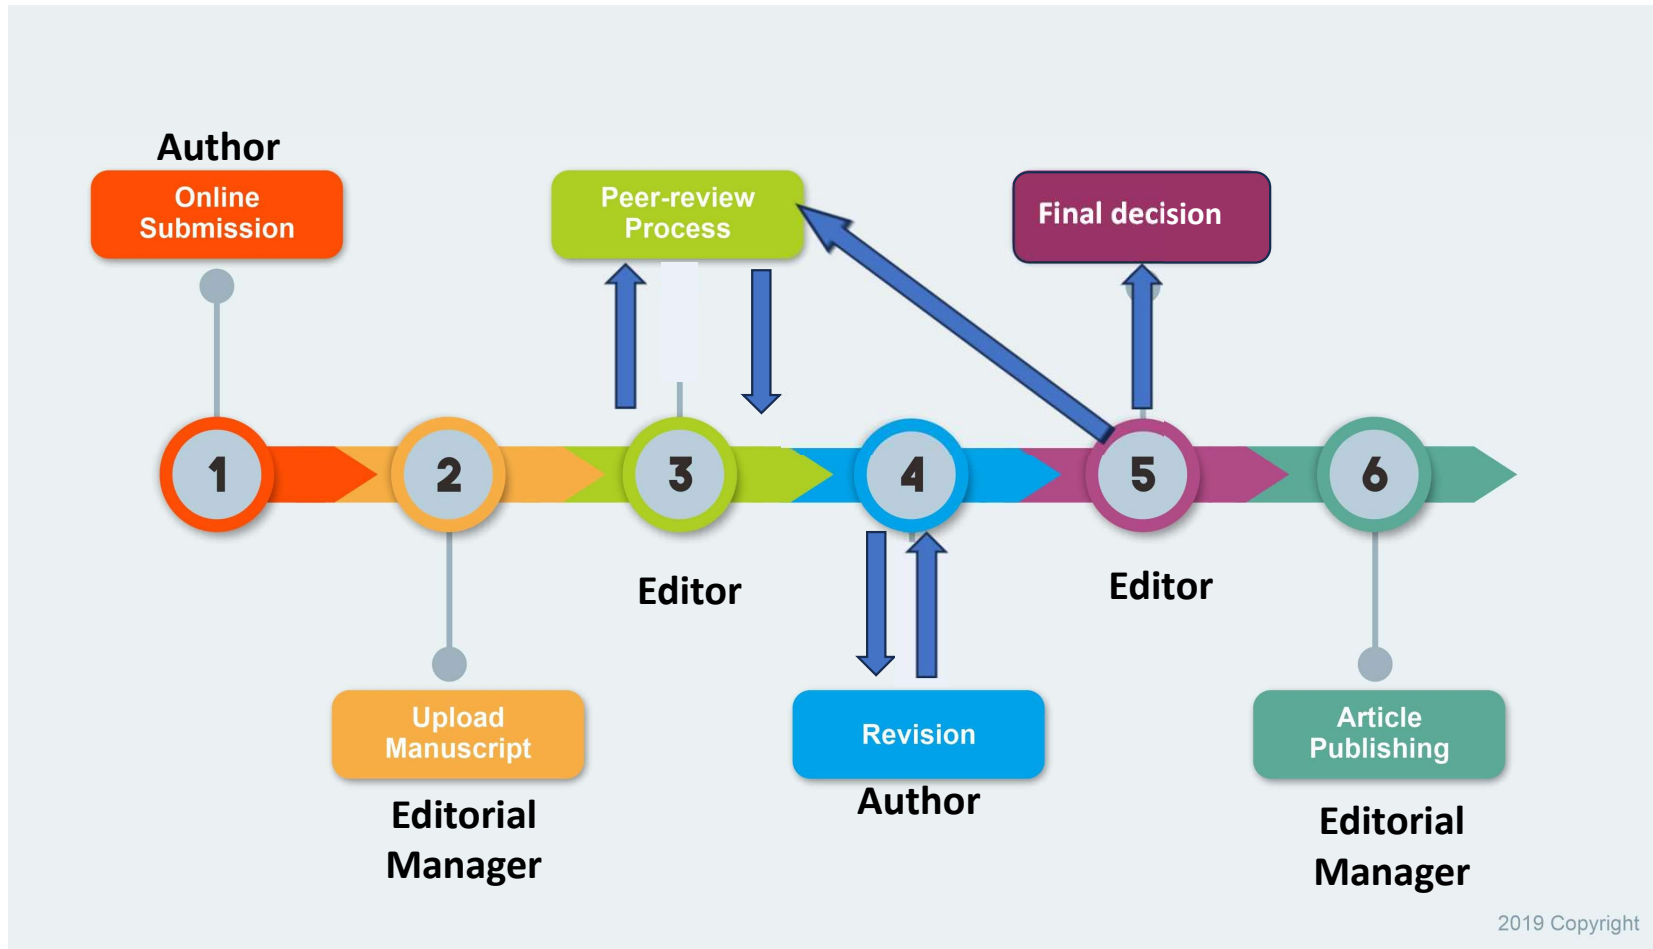 Author
Online
Submission
Peer-review
Process
Final decision
1
2
3
4
5
6
Editor
Editor
Upload
Manuscript
Editorial
Manager
Revision
Author
Article
Publishing
Editorial
Manager
2019 Copyright